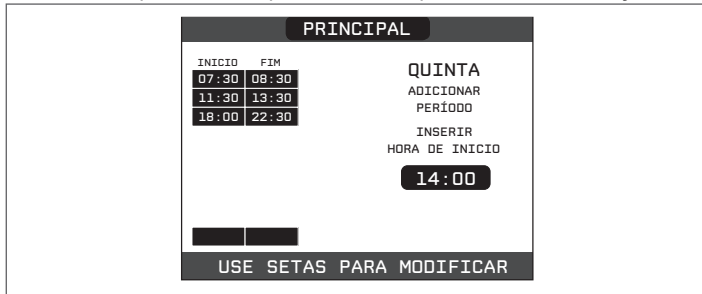 PRINCIPAL
INICIO FIM
07:30 08:30
11:30 13:30
18:00 22:30
QUINTA
ADICIONAR
PERÍODO
INSERIR
HORA DE INICIO
14:00
USE SETAS PARA MODIFICAR